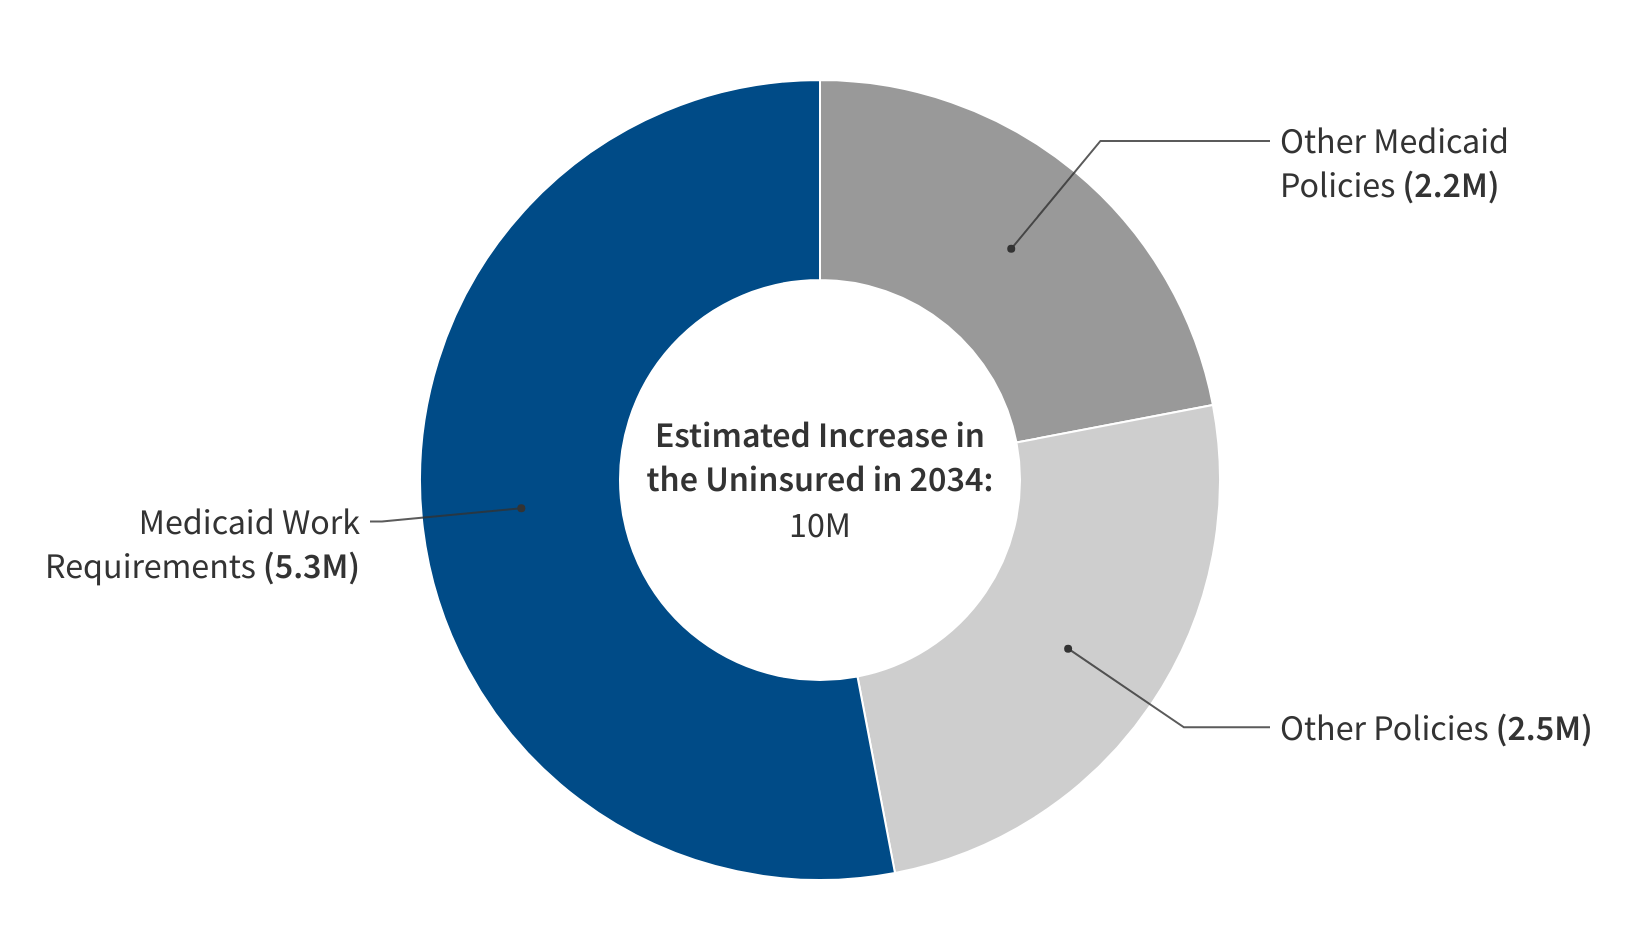 Other Medicaid
Policies (2.2M)
Estimated Increase in
the Uninsured in 2034:
10M
Medicaid Work
Requirements (5.3M)
Other Policies (2.5M)